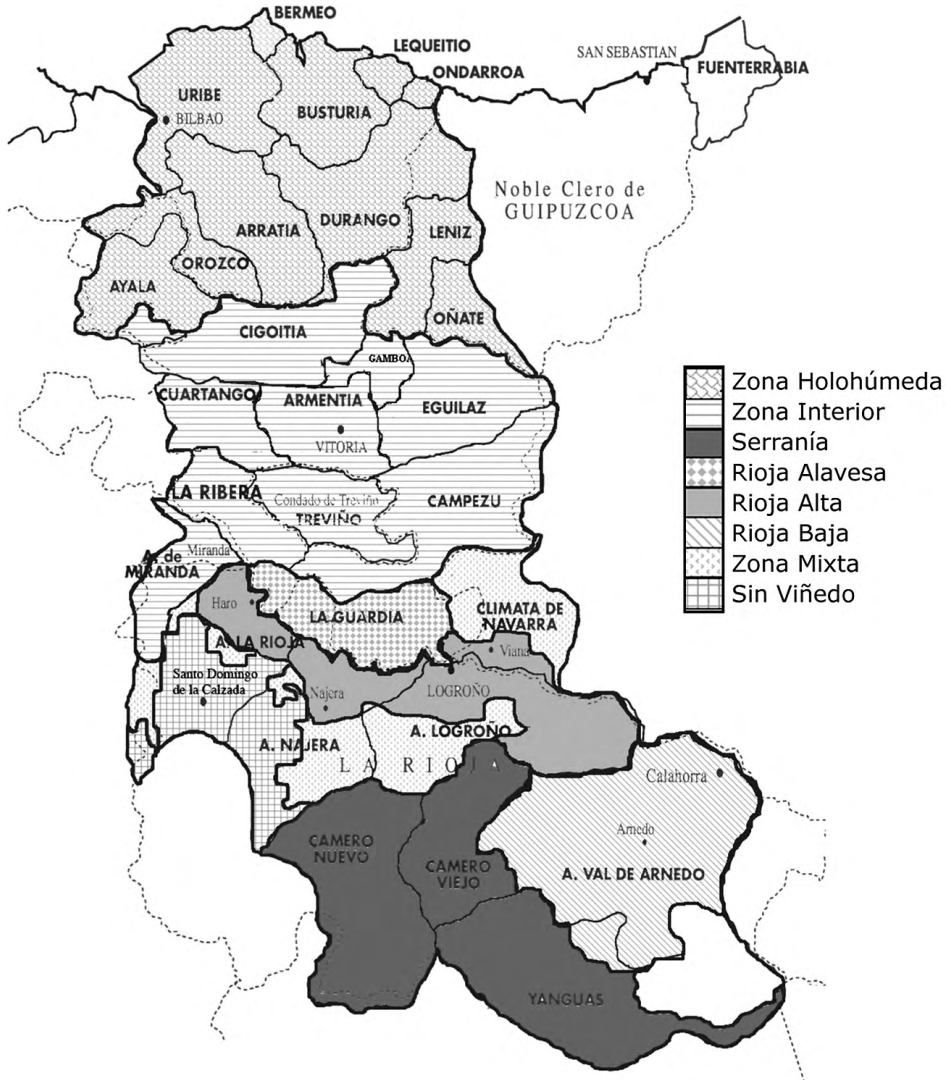 BERMEO
LEQUEITIO
SAN SEBASTIAN
FUENTERRABIA
ONDARROA
URIBE
BUSTURIA
BILBAO
Noble Clero de
GUIPUZCOA
DURANGO
ARRATIA
LENIZ
OROZCO
AYALA
OÑATE
CIGOITIA
GAMBOA
CUARTANGO
ARMENTIA
EGUILAZ
VITORIA
LA RIBERA
Condado de Treviño
TREVIÑO
CAMPEZU
Miranda
A. de
MIRANDA
Haro
LA GUARDIA
CLIMATA DE
NAVARRA
A. LA RIOJA
Viana
Santo Domingo
de la Calzada
Najera
LOGROÑO
A. NAJERA
A. LOGROÑO
LA RIOJA
Calahorra
Arnedo
CAMERO
NUEVO
CAMERO
VIEJO
A. VAL DE ARNEDO
YANGUAS
Zona Holohúmeda
Zona Interior
Serranía
Rioja Alavesa
Rioja Alta
Rioja Baja
Zona Mixta
Sin Viñedo